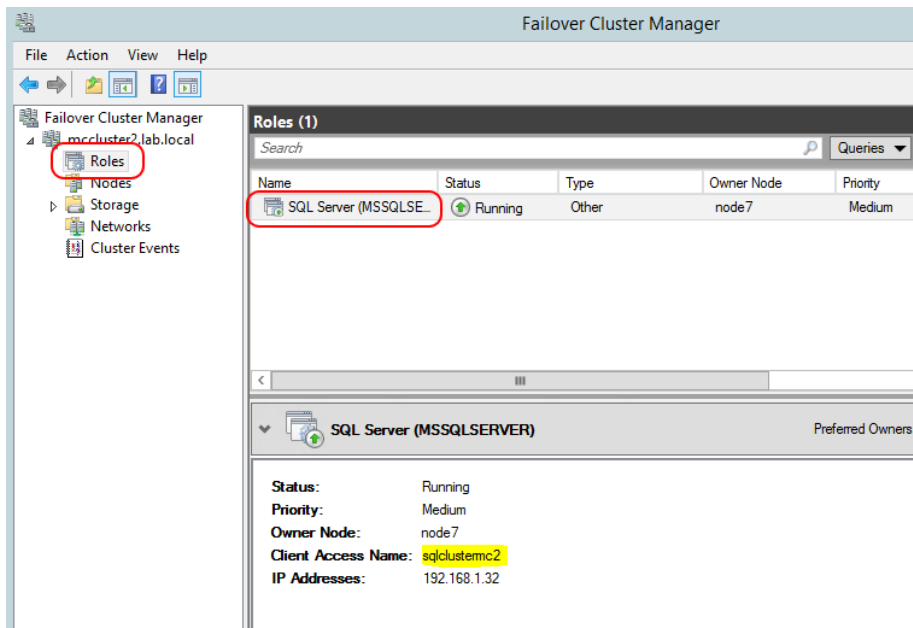 Failover Cluster Manager
File Action View Help
Failover Cluster Manager
mccluster2.lab.local
Roles
Nodes
Storage
Networks
Cluster Events
Roles (1)
Search Queries
Name Status Type Owner Node Priority
SQL Server (MSSQLSE... Running Other node7 Medium
SQL Server (MSSQLSERVER) Preferred Owners
Status: Running
Priority: Medium
Owner Node: node7
Client Access Name: sqlclustermc2
IP Addresses: 192.168.1.32